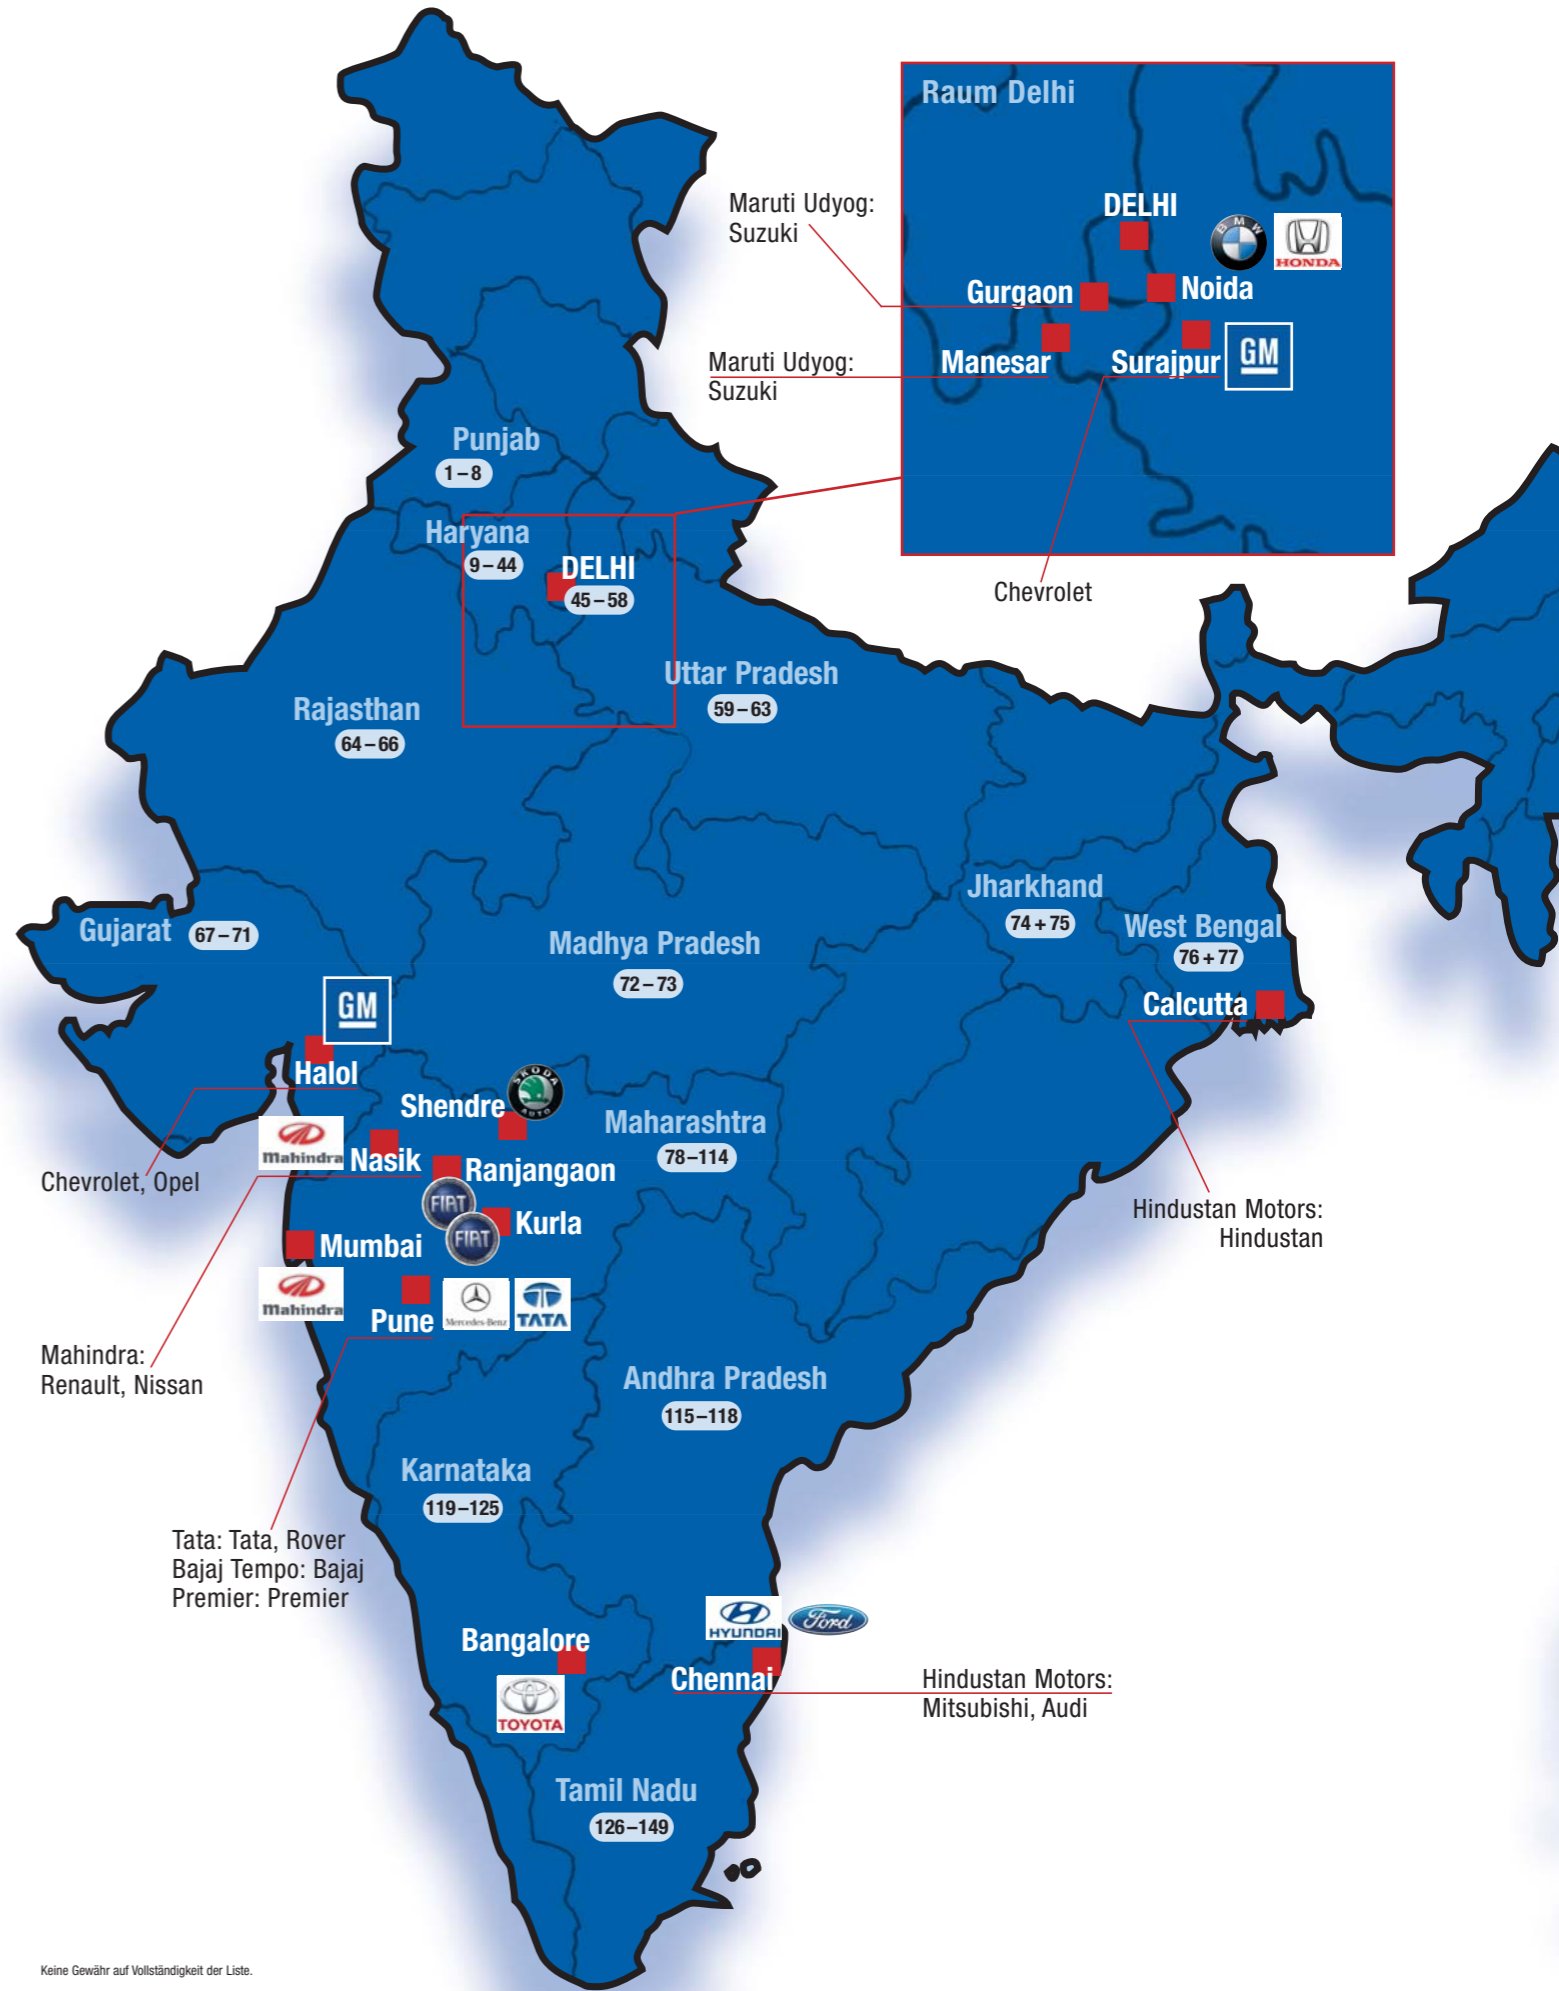 Raum Delhi
Maruti Udyog:
Suzuki
DELHI
BMW
HONDA
Gurgaon
Noida
Maruti Udyog:
Suzuki
Manesar
Surajpur
GM
Chevrolet
Punjab
1–8
Haryana
9–44
DELHI
45–58
Uttar Pradesh
59–63
Rajasthan
64–66
Gujarat
67–71
Madhya Pradesh
72–73
Jharkhand
74+75
West Bengal
76+77
Calcutta
GM
Halol
Chevrolet, Opel
SKODA
AUTO
Shendre
Maharashtra
78–114
Mahindra
Nasik
Ranjangaon
FIAT
FIAT
Kurla
Hindustan Motors:
Hindustan
Mumbai
Mahindra
Pune
Mercedes-Benz
TATA
Mahindra:
Renault, Nissan
Andhra Pradesh
115–118
Karnataka
119–125
Tata: Tata, Rover
Bajaj Tempo: Bajaj
Premier: Premier
HYUNDAI
Ford
Bangalore
TOYOTA
Chennai
Hindustan Motors:
Mitsubishi, Audi
Tamil Nadu
126–149
Keine Gewähr auf Vollständigkeit der Liste.